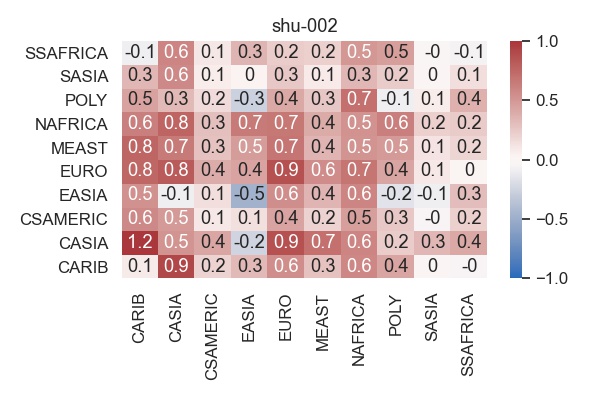 shu-002
SSAFRICA -0.1 0.6 0.1 0.3 0.2 0.2 0.5 0.5 -0 -0.1
SASIA 0.3 0.6 0.1 0 0.3 0.1 0.3 0.2 0 0.1
POLY 0.5 0.3 0.2 -0.3 0.4 0.3 0.7 -0.1 0.1 0.4
NAFRICA 0.6 0.8 0.3 0.7 0.7 0.4 0.5 0.6 0.2 0.2
MEAST 0.8 0.7 0.3 0.5 0.7 0.4 0.5 0.5 0.1 0.2
EURO 0.8 0.8 0.4 0.4 0.9 0.6 0.7 0.4 0.1 0
EASIA 0.5 -0.1 0.1 -0.5 0.6 0.4 0.6 -0.2 -0.1 0.3
CSAMERIC 0.6 0.5 0.1 0.1 0.4 0.2 0.5 0.3 -0 0.2
CASIA 1.2 0.5 0.4 -0.2 0.9 0.7 0.6 0.2 0.3 0.4
CARIB 0.1 0.9 0.2 0.3 0.6 0.3 0.6 0.4 0 -0
CARIB CASIA CSAMERIC EASIA EURO MEAST NAFRICA POLY SASIA SSAFRICA
1.0
0.5
0.0
−0.5
−1.0